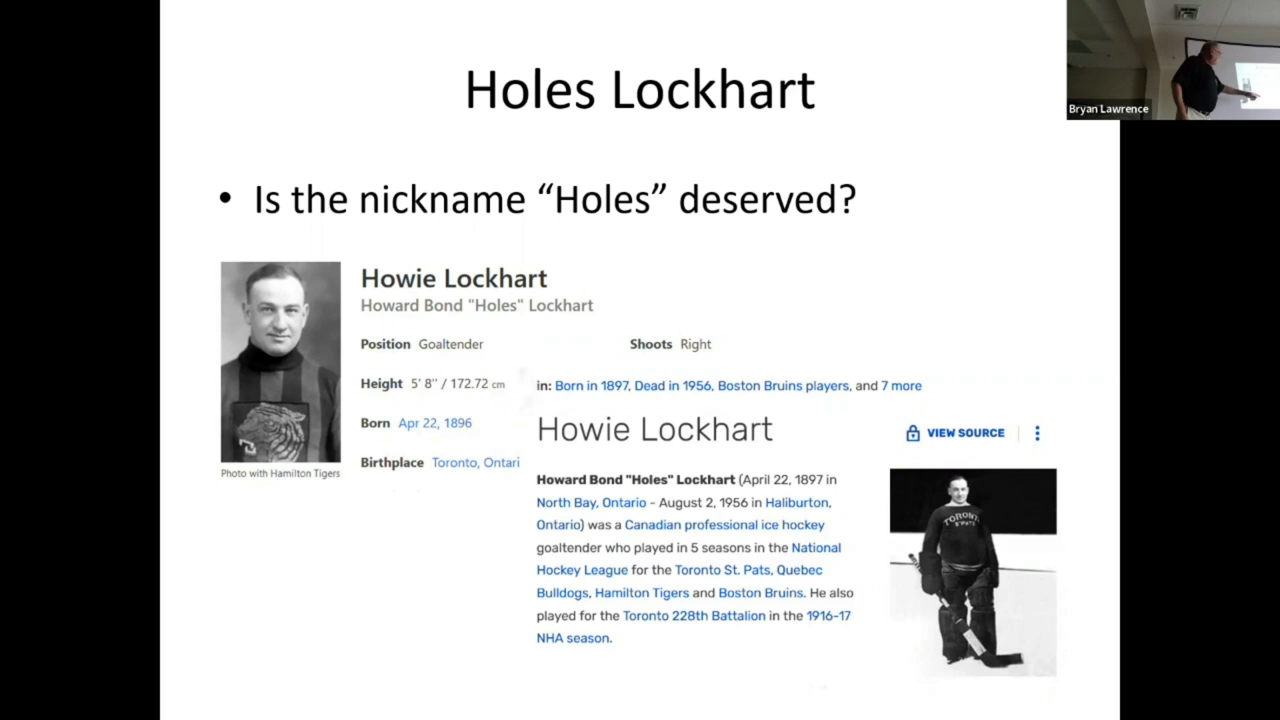 Holes Lockhart
Bryan Lawrence
• Is the nickname “Holes” deserved?
Howie Lockhart
Howard Bond "Holes" Lockhart
Position Goaltender
Shoots Right
Height 5' 8" / 172.72 cm
Born Apr 22, 1896
Birthplace Toronto, Ontari
Photo with Hamilton Tigers
in: Born in 1897, Dead in 1956, Boston Bruins players, and 7 more
Howie Lockhart
VIEW SOURCE
Howard Bond "Holes" Lockhart (April 22, 1897 in
North Bay, Ontario - August 2, 1956 in Haliburton,
Ontario) was a Canadian professional ice hockey
goaltender who played in 5 seasons in the National
Hockey League for the Toronto St. Pats, Quebec
Bulldogs, Hamilton Tigers and Boston Bruins. He also
played for the Toronto 228th Battalion in the 1916-17
NHA season.
TORONTO
ST PATS